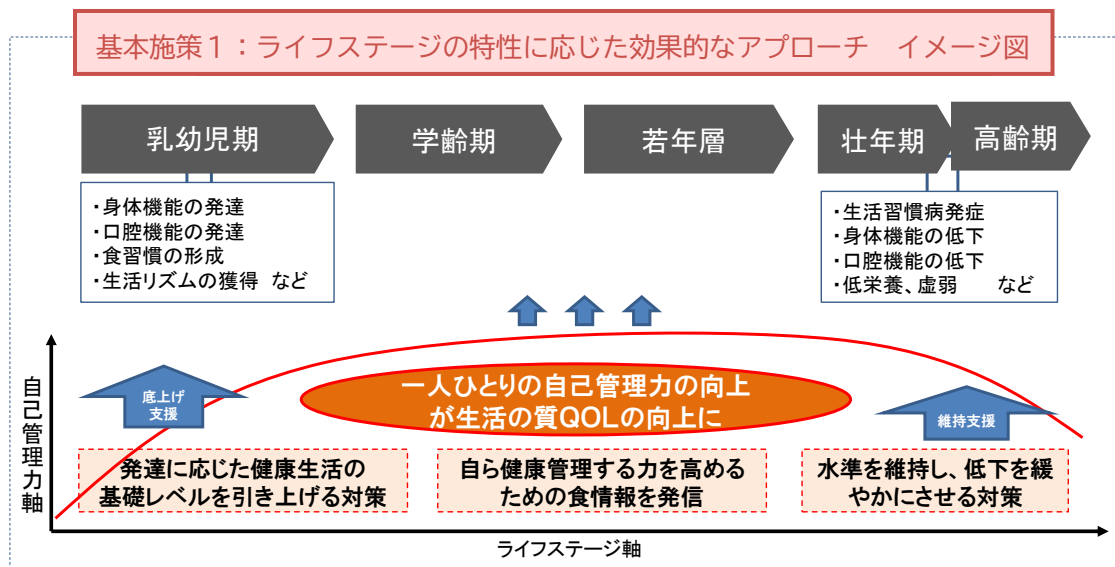 基本施策１：ライフステージの特性に応じた効果的なアプローチ　イメージ図
乳幼児期
学齢期
若年層
壮年期
高齢期
・身体機能の発達
・口腔機能の発達
・食習慣の形成
・生活リズムの獲得 など
・生活習慣病発症
・身体機能の低下
・口腔機能の低下
・低栄養、虚弱　　など
自己管理力軸
底上げ
支援
一人ひとりの自己管理力の向上
が生活の質QOLの向上に
維持支援
発達に応じた健康生活の
基礎レベルを引き上げる対策
自ら健康管理する力を高める
ための食情報を発信
水準を維持し、低下を緩
やかにさせる対策
ライフステージ軸